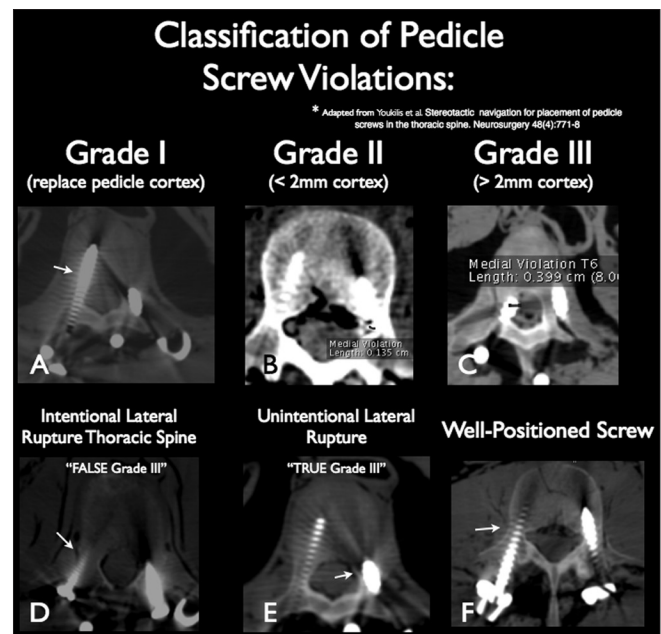 Classification of Pedicle
Screw Violations:
* Adapted from Youkilis et al. Stereotactic navigation for placement of pedicle
screws in the thoracic spine. Neurosurgery 48(4):771-8
Grade I
(replace pedicle cortex)
Grade II
(< 2mm cortex)
Grade III
(> 2mm cortex)
A
Medial Violation
Length: 0.135 cm
B
Medial Violation T6
Length: 0.399 cm (8.0
C
Intentional Lateral
Rupture Thoracic Spine
"FALSE Grade III"
Unintentional Lateral
Rupture
"TRUE Grade III"
Well-Positioned Screw
D
E
F